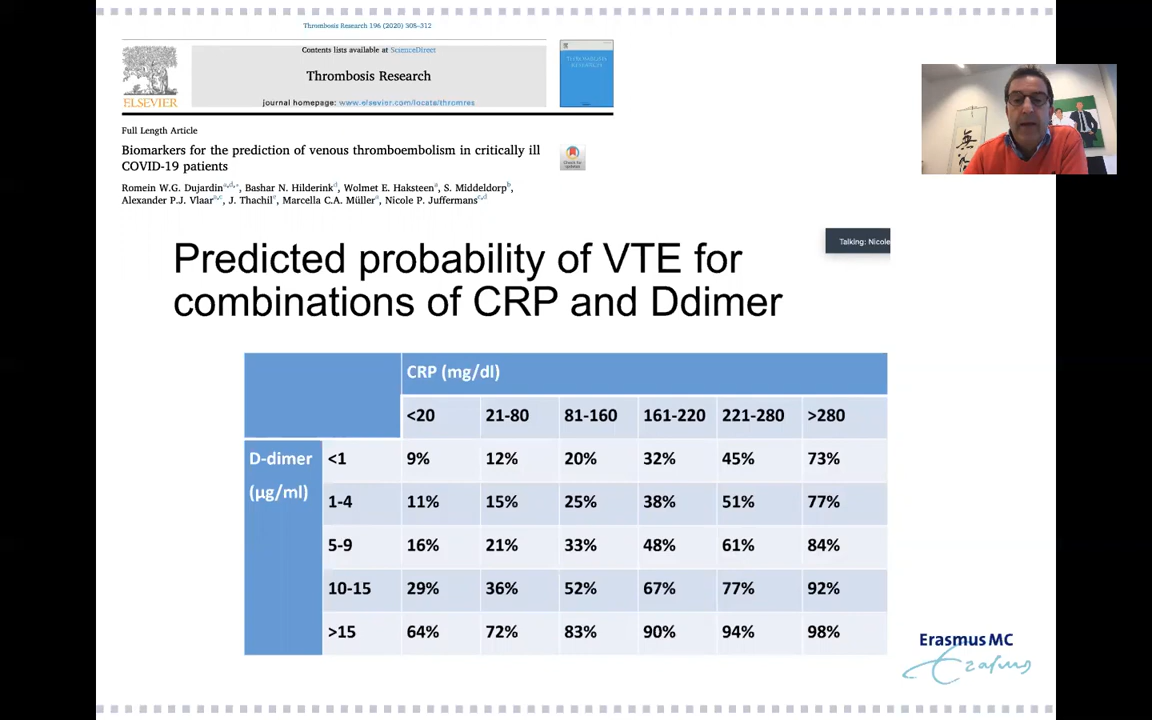 Thrombosis Research 196 (2020) 308–312
Contents lists available at ScienceDirect
Thrombosis Research
ELSEVIER
journal homepage: www.elsevier.com/locate/thromres
THROMBOSIS RESEARCH
Full Length Article
Biomarkers for the prediction of venous thromboembolism in critically ill
COVID-19 patients
Check for updates
Romein W.G. Dujardin, Bashar N. Hilderink, Wolmet E. Haksteen, S. Middeldorp,
Alexander P.J. Vlaar, J. Thachil, Marcella C.A. Müller, Nicole P. Juffermans
Talking: Nicole
Predicted probability of VTE for
combinations of CRP and Ddimer
CRP (mg/dl)
<20 21-80 81-160 161-220 221-280 >280
D-dimer <1 9% 12% 20% 32% 45% 73%
(µg/ml) 1-4 11% 15% 25% 38% 51% 77%
5-9 16% 21% 33% 48% 61% 84%
10-15 29% 36% 52% 67% 77% 92%
>15 64% 72% 83% 90% 94% 98%
Erasmus MC
Erasmus